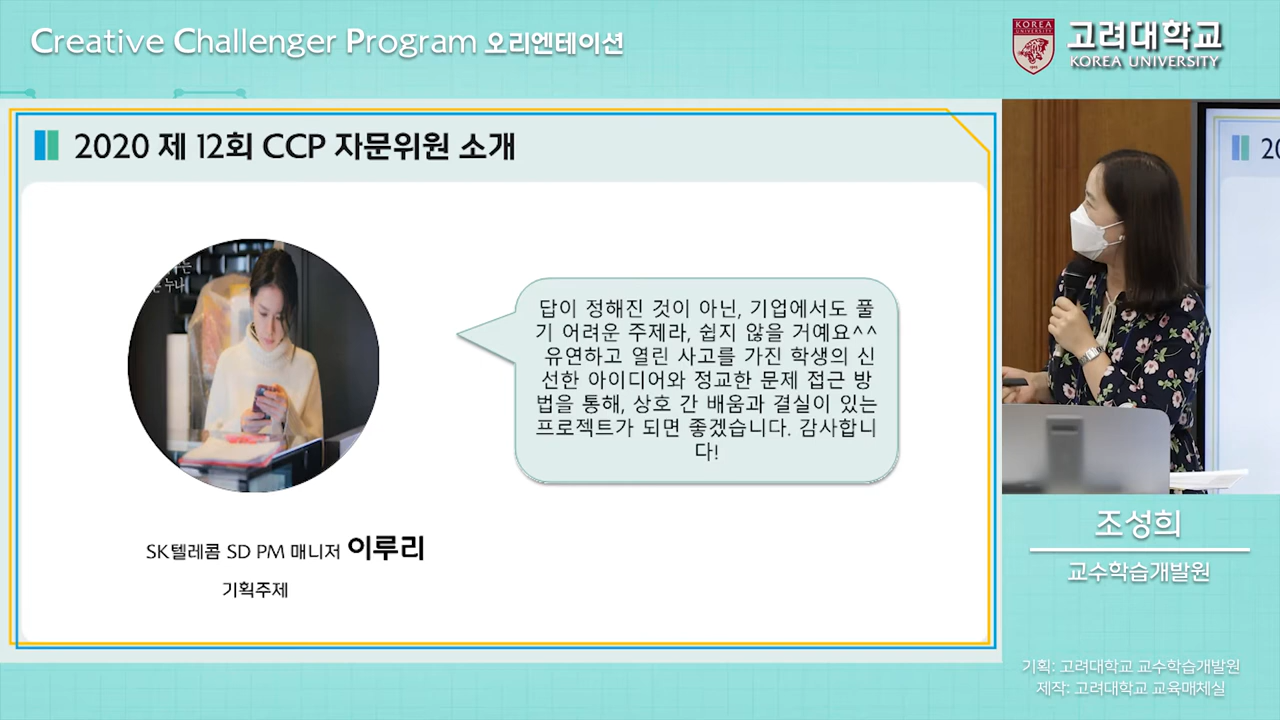 Creative Challenger Program 오리엔테이션
KOREA
UNIVERSITY
고려대학교
KOREA UNIVERSITY
2020 제 12회 CCP 자문위원 소개
는 누나
답이 정해진 것이 아닌, 기업에서도 풀
기 어려운 주제라, 쉽지 않을 거예요^^
유연하고 열린 사고를 가진 학생의 신
선한 아이디어와 정교한 문제 접근 방
법을 통해, 상호 간 배움과 결실이 있는
프로젝트가 되면 좋겠습니다. 감사합니
다!
SK텔레콤 SD PM 매니저 이루리
기획주제
20
조성희
교수학습개발원
기획: 고려대학교 교수학습개발원
제작: 고려대학교 교육매체실